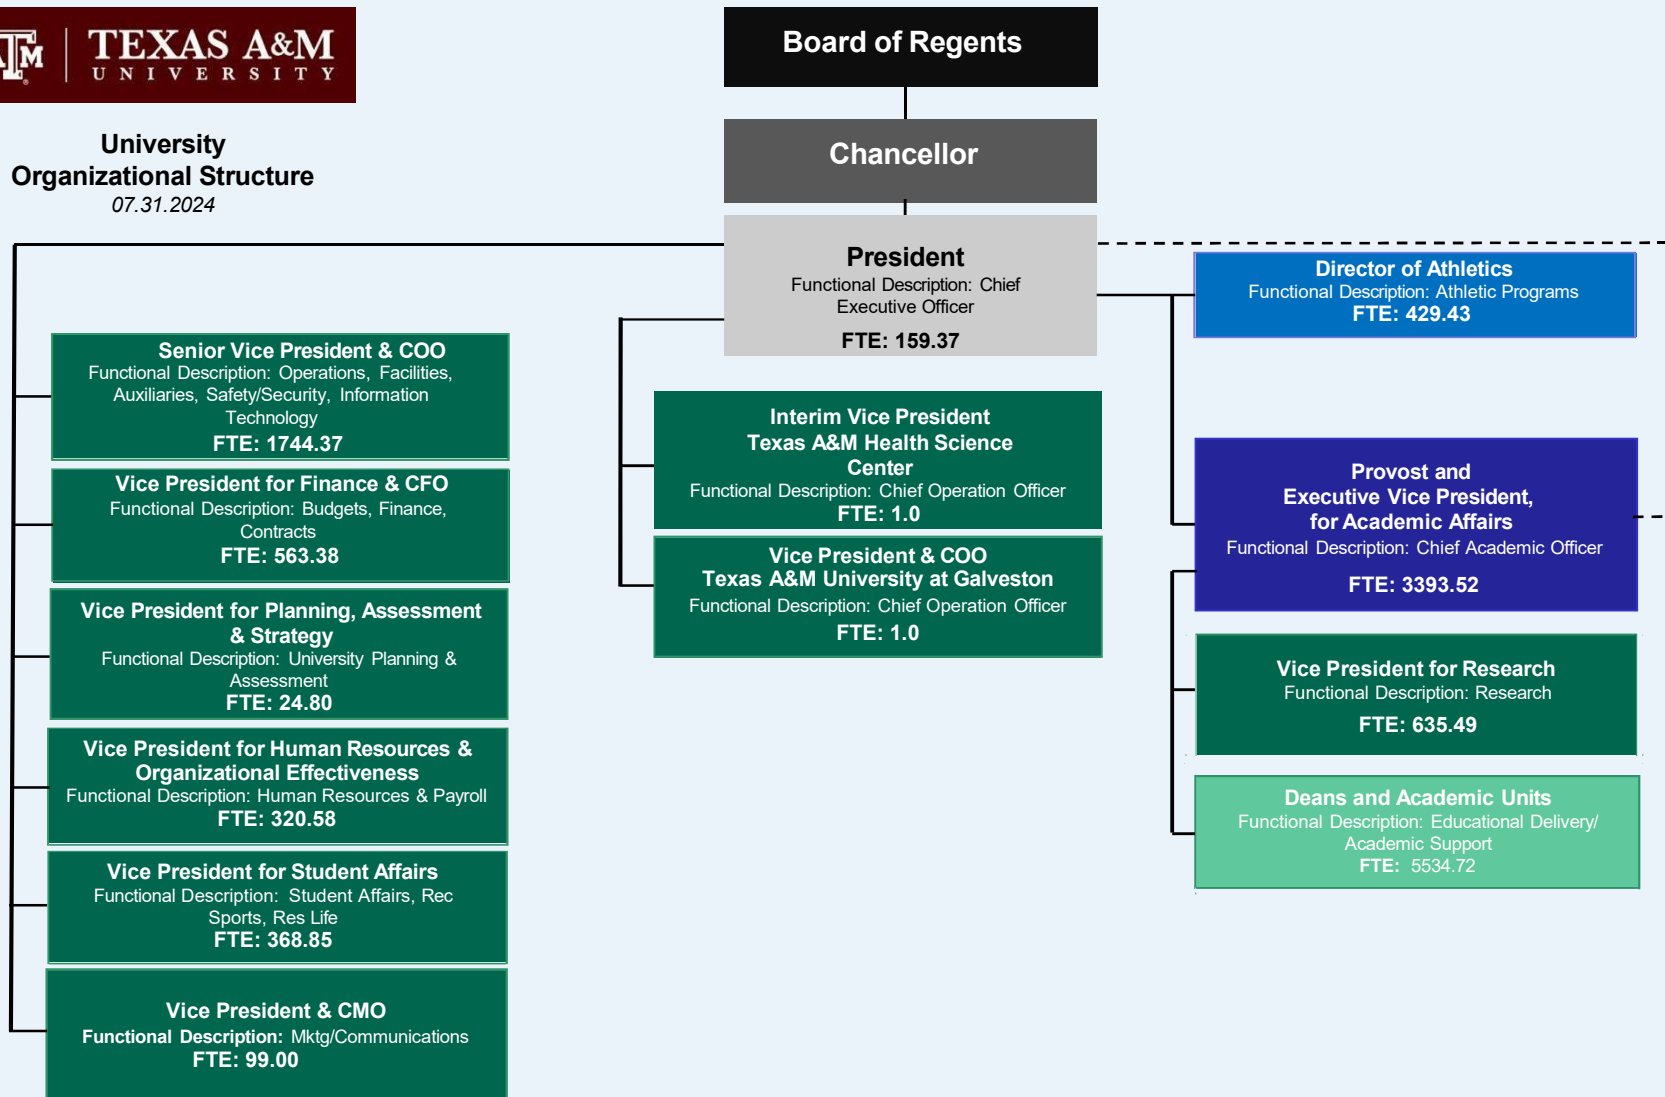 TEXAS A&M
UNIVERSITY
University
Organizational Structure
07.31.2024
Board of Regents
Chancellor
President
Functional Description: Chief
Executive Officer
FTE: 159.37
Senior Vice President & COO
Functional Description: Operations, Facilities,
Auxiliaries, Safety/Security, Information
Technology
FTE: 1744.37
Vice President for Finance & CFO
Functional Description: Budgets, Finance,
Contracts
FTE: 563.38
Vice President for Planning, Assessment
& Strategy
Functional Description: University Planning &
Assessment
FTE: 24.80
Vice President for Human Resources &
Organizational Effectiveness
Functional Description: Human Resources & Payroll
FTE: 320.58
Vice President for Student Affairs
Functional Description: Student Affairs, Rec
Sports, Res Life
FTE: 368.85
Vice President & CMO
Functional Description: Mktg/Communications
FTE: 99.00
Interim Vice President
Texas A&M Health Science
Center
Functional Description: Chief Operation Officer
FTE: 1.0
Vice President & COO
Texas A&M University at Galveston
Functional Description: Chief Operation Officer
FTE: 1.0
Director of Athletics
Functional Description: Athletic Programs
FTE: 429.43
Provost and
Executive Vice President,
for Academic Affairs
Functional Description: Chief Academic Officer
FTE: 3393.52
Vice President for Research
Functional Description: Research
FTE: 635.49
Deans and Academic Units
Functional Description: Educational Delivery/
Academic Support
FTE: 5534.72